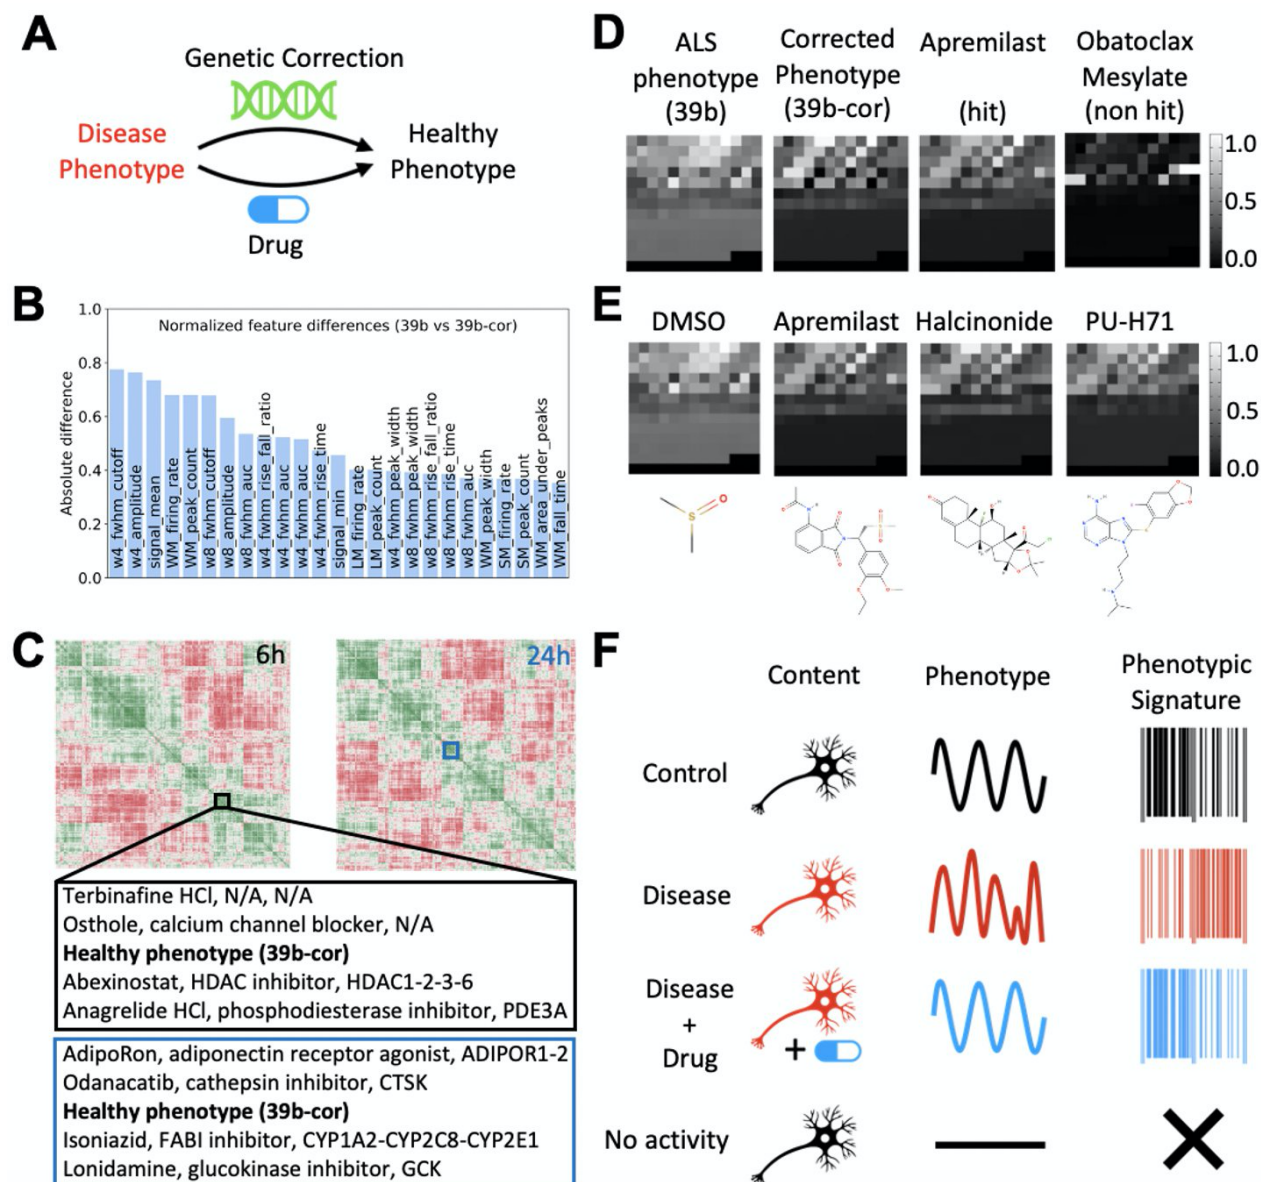 A
Genetic Correction
Disease
Phenotype
Healthy
Phenotype
Drug
B
Normalized feature differences (39b vs 39b-cor)
Absolute difference
1.0
0.8
0.6
0.4
0.2
0.0
w4_fwhm_cutoff
w4_amplitude
signal_mean
WM_firing_rate
WM_peak_count
w8_fwhm_cutoff
w8_amplitude
w8_fwhm_auc
w4_fwhm_rise_fall_ratio
w4_fwhm_auc
w4_fwhm_auc
w4_fwhm_rise_time
signal_min
LM_firing_rate
LM_peak_count
w4_fwhm_peak_width
w8_fwhm_peak_width
w8_fwhm_rise_fall_ratio
w8_fwhm_rise_time
w8_fwhm_auc
WM_peak_width
SM_firing_rate
SM_peak_count
WM_area_under_peaks
WM_fall_time
C
6h
24h
Terbinafine HCl, N/A, N/A
Osthole, calcium channel blocker, N/A
Healthy phenotype (39b-cor)
Abexinostat, HDAC inhibitor, HDAC1-2-3-6
Anagrelide HCl, phosphodiesterase inhibitor, PDE3A
AdipoRon, adiponectin receptor agonist, ADIPOR1-2
Odanacatib, cathepsin inhibitor, CTSK
Healthy phenotype (39b-cor)
Isoniazid, FABI inhibitor, CYP1A2-CYP2C8-CYP2E1
Lonidamine, glucokinase inhibitor, GCK
D
ALS
phenotype
(39b)
Corrected
Phenotype
(39b-cor)
Apremilast
(hit)
Obatoclax
Mesylate
(non hit)
1.0
0.5
0.0
E
DMSO
Apremilast
Halcinonide
PU-H71
1.0
0.5
0.0
F
Content
Phenotype
Phenotypic
Signature
Control
Disease
Disease
+
Drug
+
No activity